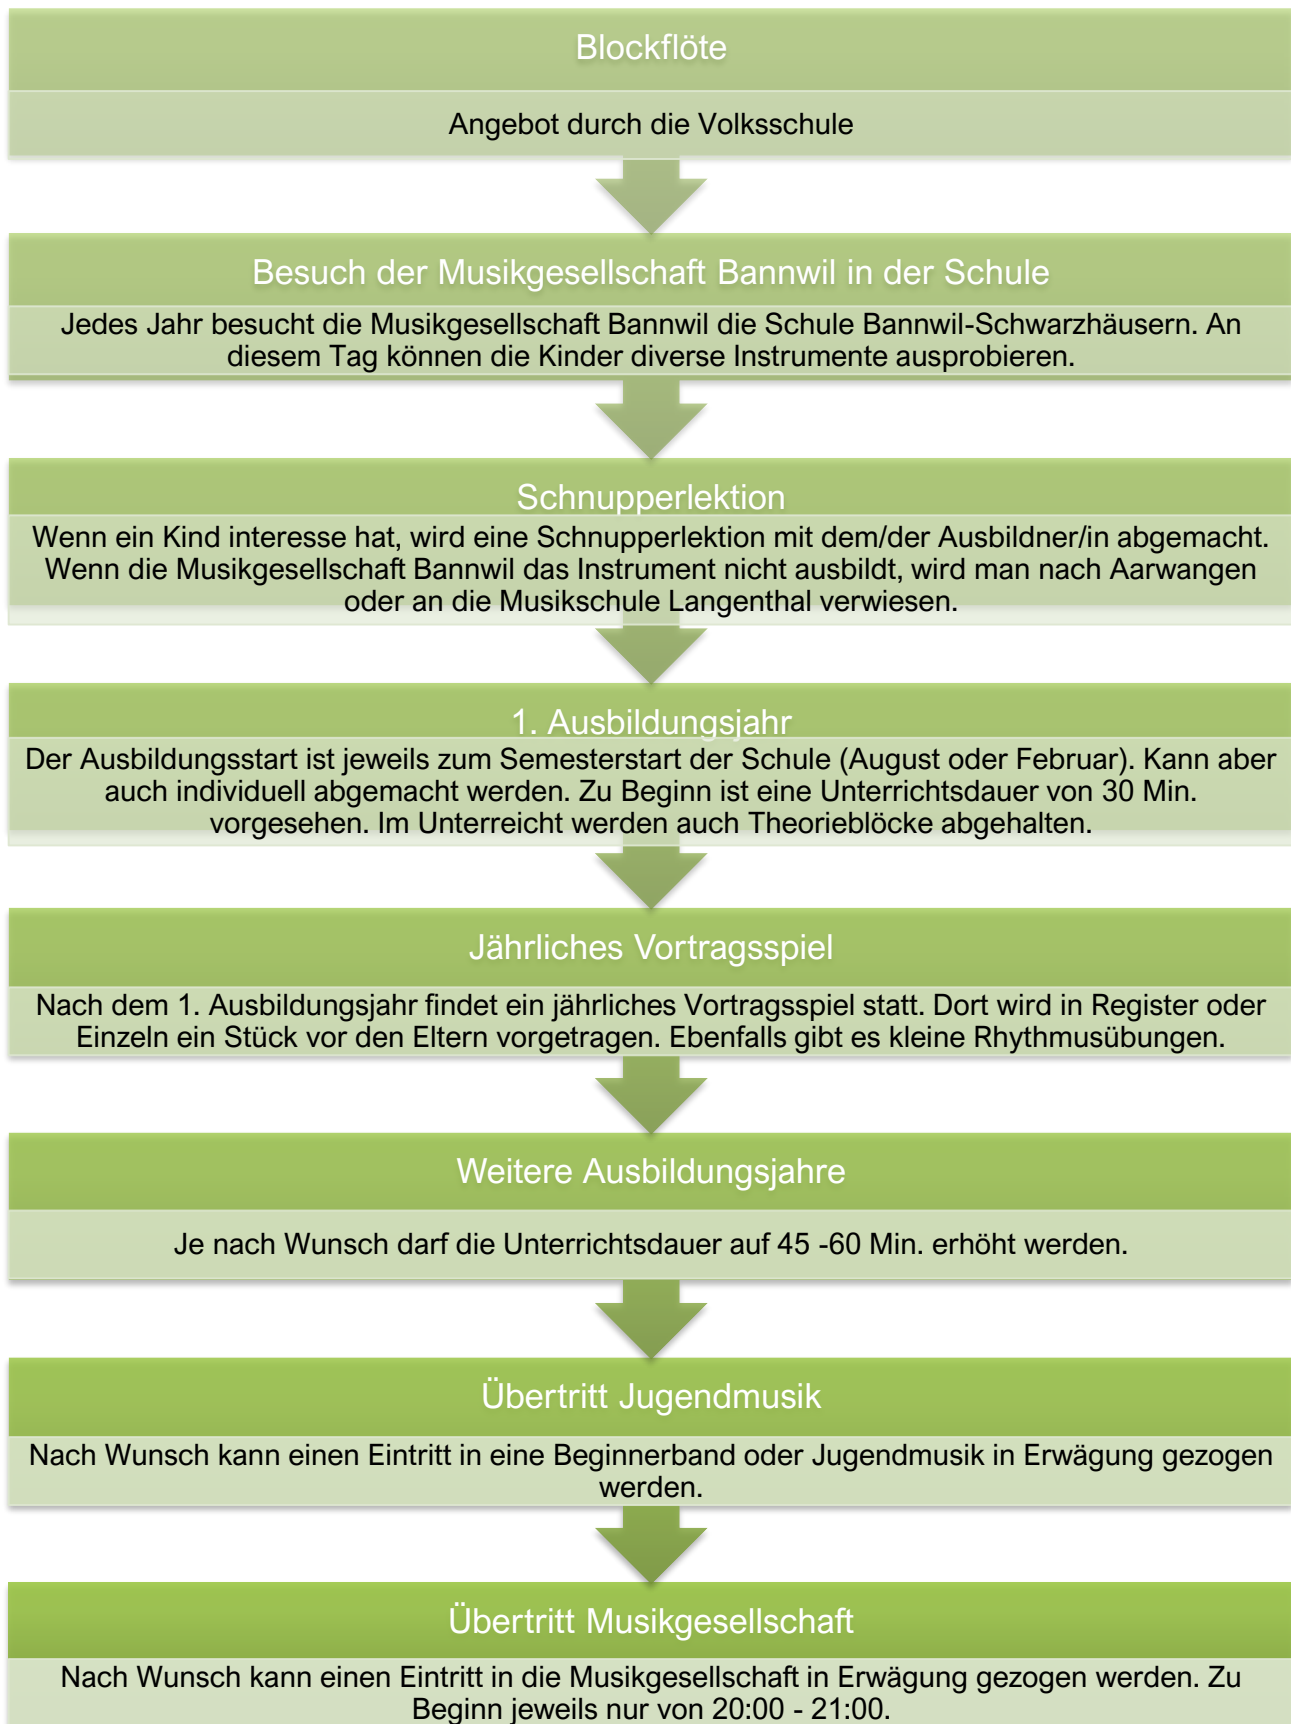 Blockflöte
Angebot durch die Volksschule
Besuch der Musikgesellschaft Bannwil in der Schule
Jedes Jahr besucht die Musikgesellschaft Bannwil die Schule Bannwil-Schwarzhäusern. An
diesem Tag können die Kinder diverse Instrumente ausprobieren.
Schnupperlektion
Wenn ein Kind interesse hat, wird eine Schnupperlektion mit dem/der Ausbildner/in abgemacht.
Wenn die Musikgesellschaft Bannwil das Instrument nicht ausbildt, wird man nach Aarwangen
oder an die Musikschule Langenthal verwiesen.
1. Ausbildungsjahr
Der Ausbildungsstart ist jeweils zum Semesterstart der Schule (August oder Februar). Kann aber
auch individuell abgemacht werden. Zu Beginn ist eine Unterrichtsdauer von 30 Min.
vorgesehen. Im Unterreicht werden auch Theorieblöcke abgehalten.
Jährliches Vortragsspiel
Nach dem 1. Ausbildungsjahr findet ein jährliches Vortragsspiel statt. Dort wird in Register oder
Einzeln ein Stück vor den Eltern vorgetragen. Ebenfalls gibt es kleine Rhythmusübungen.
Weitere Ausbildungsjahre
Je nach Wunsch darf die Unterrichtsdauer auf 45 -60 Min. erhöht werden.
Übertritt Jugendmusik
Nach Wunsch kann einen Eintritt in eine Beginnerband oder Jugendmusik in Erwägung gezogen
werden.
Übertritt Musikgesellschaft
Nach Wunsch kann einen Eintritt in die Musikgesellschaft in Erwägung gezogen werden. Zu
Beginn jeweils nur von 20:00 - 21:00.